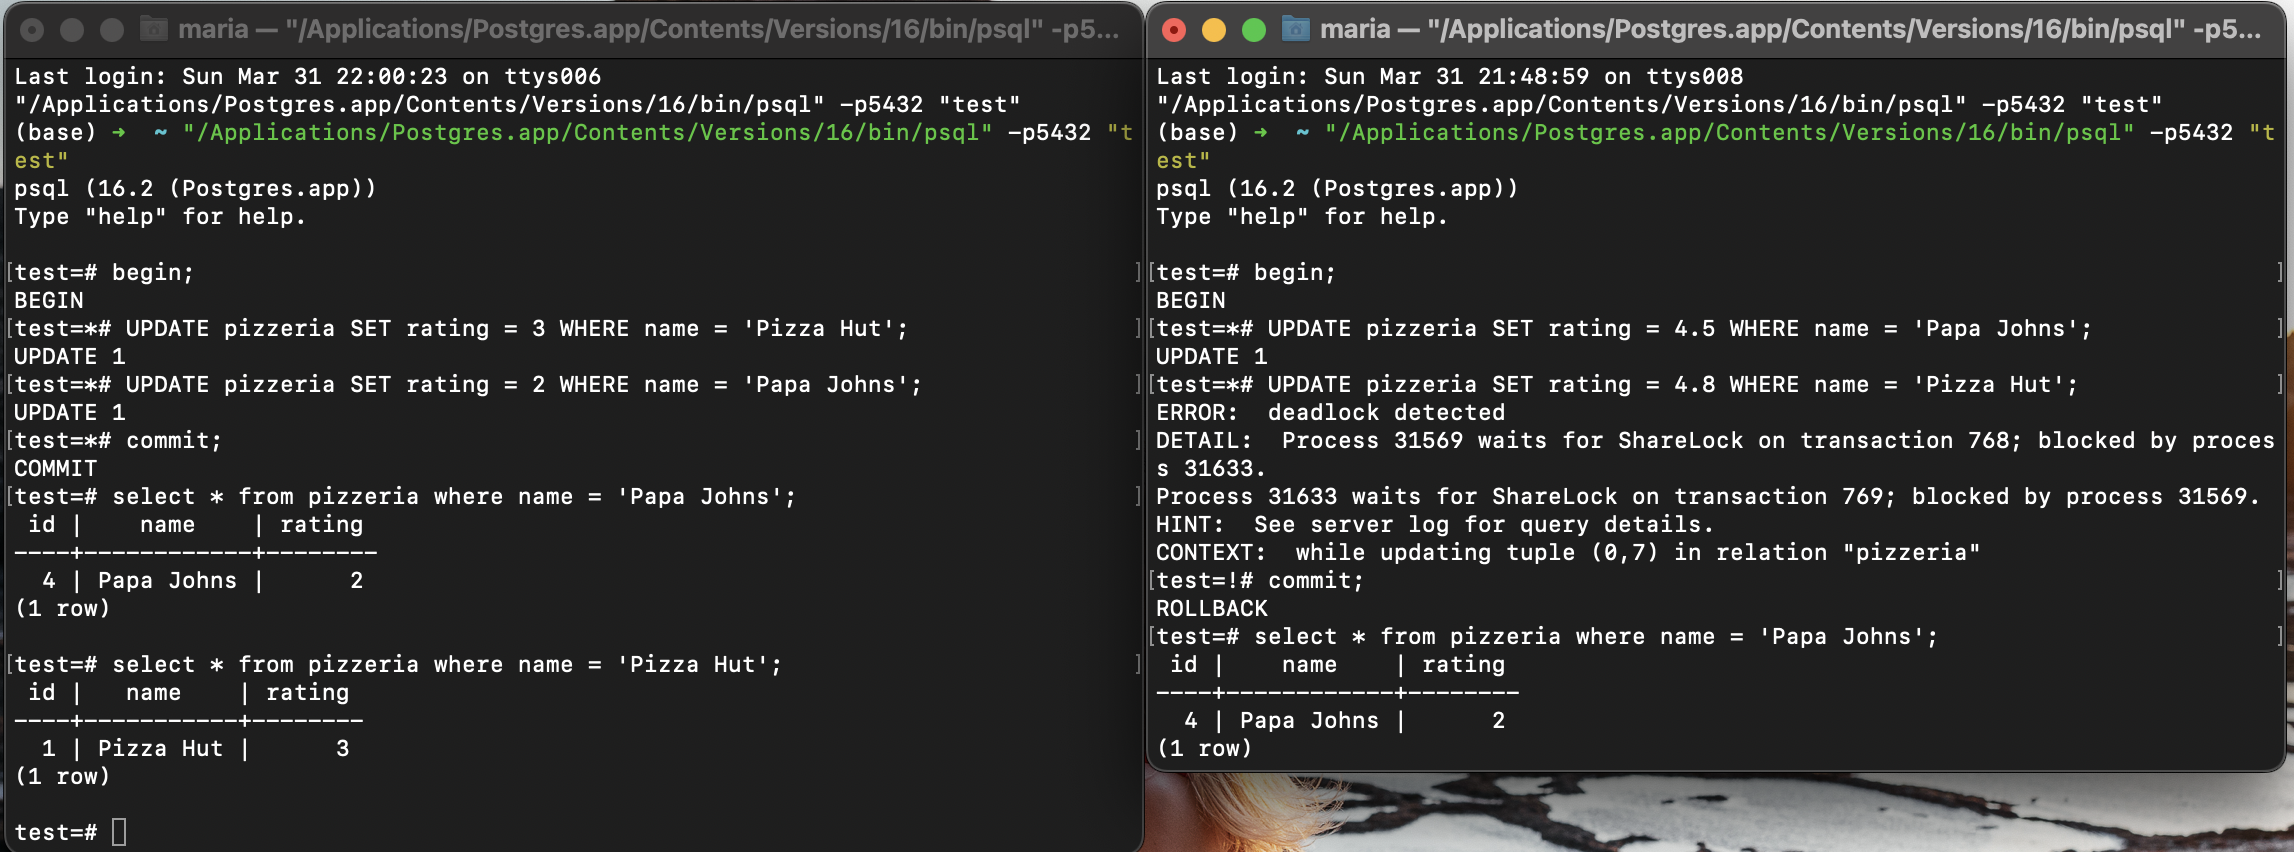 maria — "/Applications/Postgres.app/Contents/Versions/16/bin/psql" -p5...
Last login: Sun Mar 31 22:00:23 on ttys006
"/Applications/Postgres.app/Contents/Versions/16/bin/psql" -p5432 "test"
(base) ➜  ~ "/Applications/Postgres.app/Contents/Versions/16/bin/psql" -p5432 "t
est"
psql (16.2 (Postgres.app))
Type "help" for help.
[test=# begin;                                                                  ]
BEGIN
[test=*# UPDATE pizzeria SET rating = 3 WHERE name = 'Pizza Hut';               ]
UPDATE 1
[test=*# UPDATE pizzeria SET rating = 2 WHERE name = 'Papa Johns';              ]
UPDATE 1
[test=*# commit;                                                                ]
COMMIT
[test=# select * from pizzeria where name = 'Papa Johns';                       ]
 id |    name    | rating
----+------------+--------
  4 | Papa Johns |      2
(1 row)
[test=# select * from pizzeria where name = 'Pizza Hut';                        ]
 id |   name    | rating
----+-----------+--------
  1 | Pizza Hut |      3
(1 row)
test=#
maria — "/Applications/Postgres.app/Contents/Versions/16/bin/psql" -p5...
Last login: Sun Mar 31 21:48:59 on ttys008
"/Applications/Postgres.app/Contents/Versions/16/bin/psql" -p5432 "test"
(base) ➜  ~ "/Applications/Postgres.app/Contents/Versions/16/bin/psql" -p5432 "t
est"
psql (16.2 (Postgres.app))
Type "help" for help.
[test=# begin;                                                                  ]
BEGIN
[test=*# UPDATE pizzeria SET rating = 4.5 WHERE name = 'Papa Johns';            ]
UPDATE 1
[test=*# UPDATE pizzeria SET rating = 4.8 WHERE name = 'Pizza Hut';             ]
ERROR:  deadlock detected
DETAIL:  Process 31569 waits for ShareLock on transaction 768; blocked by proces
s 31633.
Process 31633 waits for ShareLock on transaction 769; blocked by process 31569.
HINT:  See server log for query details.
CONTEXT:  while updating tuple (0,7) in relation "pizzeria"
[test=!# commit;                                                                ]
ROLLBACK
[test=# select * from pizzeria where name = 'Papa Johns';                       ]
 id |    name    | rating
----+------------+--------
  4 | Papa Johns |      2
(1 row)